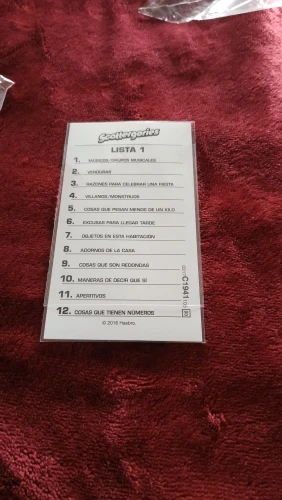 Scattergories
LISTA 1
1. MÚSICOS/GRUPOS MUSICALES
2. VERDURAS
3. RAZONES PARA CELEBRAR UNA FIESTA
4. VILLANOS/MONSTRUOS
5. COSAS QUE PESAN MENOS DE UN KILO
6. EXCUSAS PARA LLEGAR TARDE
7. OBJETOS EN ESTA HABITACIÓN
8. ADORNOS DE LA CASA
9. COSAS QUE SON REDONDAS
10. MANERAS DE DECIR QUE SÍ
11. APERITIVOS
12. COSAS QUE TIENEN NÚMEROS
© 2016 Hasbro.
C1941